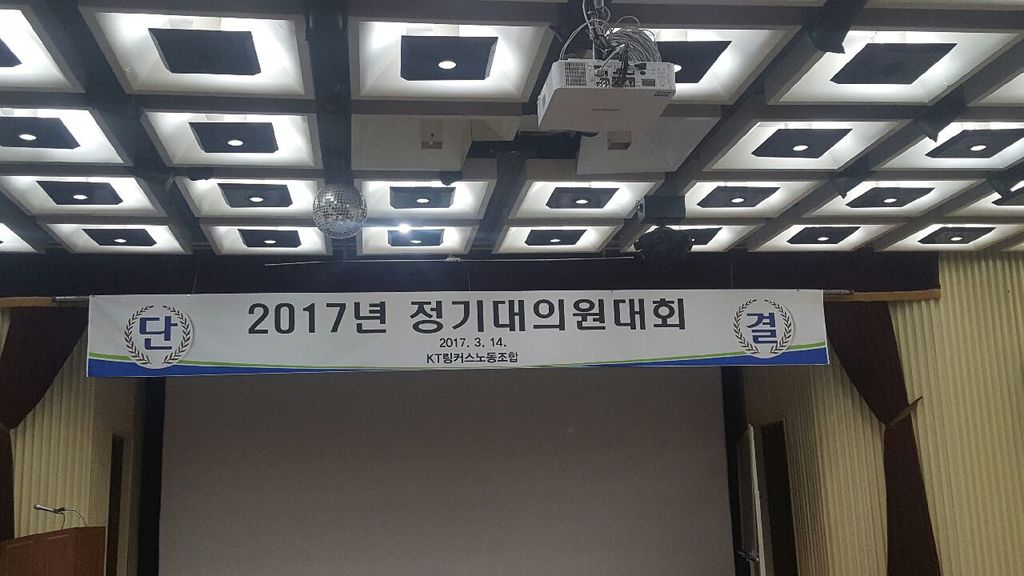 단
2017년 정기대의원대회
2017. 3. 14.
KT링커스노동조합
결